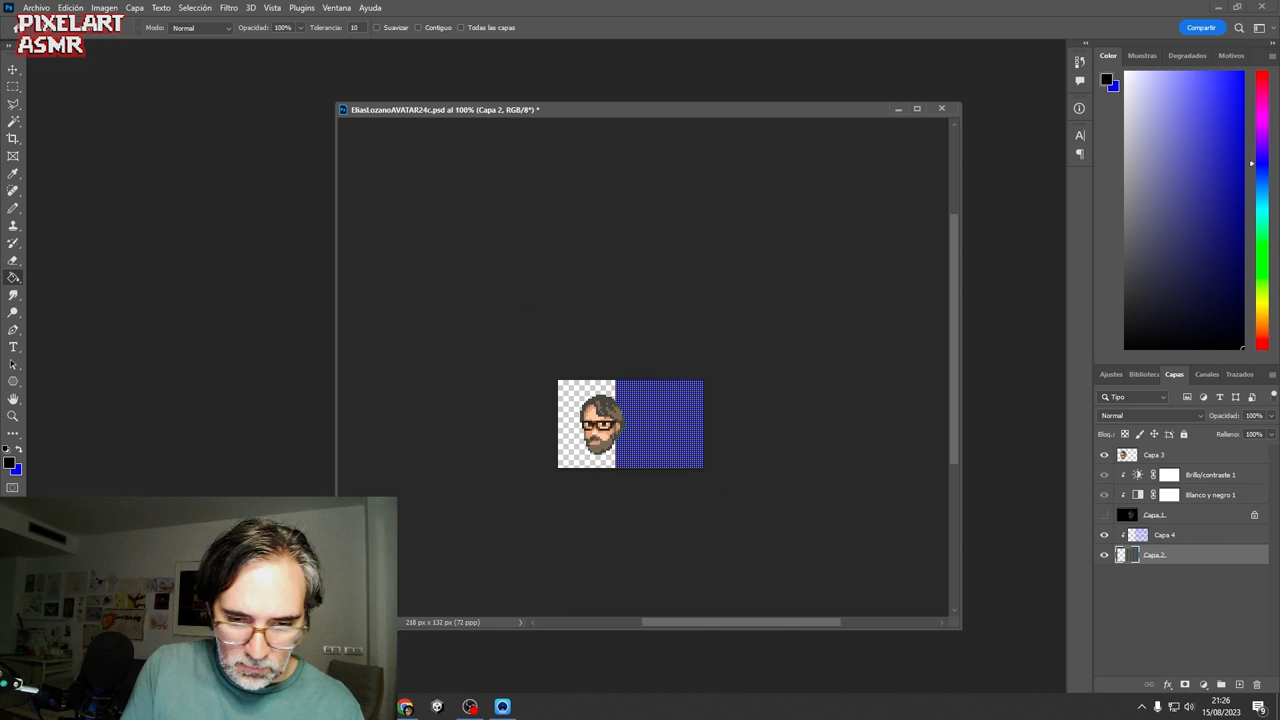 Archivo Edición Imagen Capa Texto Selección Filtro 3D Vista Plugins Ventana Ayuda
PIXELART
ASMR
Modo: Normal Opacidad: 100% Tolerancia: 10 Suavizar Contiguo Todas las capas
Compartir
EliasLozanoAVATAR24c.psd al 100% (Capa 2, RGB/8*) *
Color Muestras Degradados Motivos
Ajustes Biblioteca Capas Canales Trazados
Tipo
Normal Opacidad: 100%
Bloq.: Relleno: 100%
Capa 3
Brillo/contraste 1
Blanco y negro 1
Capa 1
Capa 4
Capa 2
218 px x 132 px (72 ppp)
21:26
15/08/2023